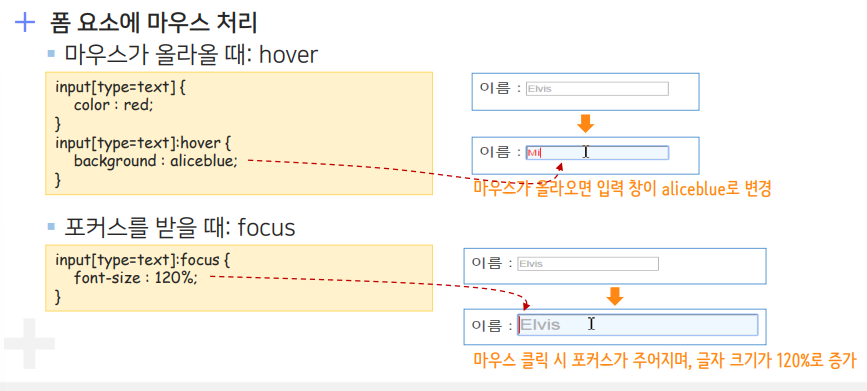 폼 요소에 마우스 처리
마우스가 올라올 때: hover
input[type=text] {
color : red;
}
input[type=text]:hover {
background : aliceblue;
}
이름 : Elvis
이름 : Mi
마우스가 올라오면 입력 창이 aliceblue로 변경
포커스를 받을 때: focus
input[type=text]:focus {
font-size : 120%;
}
이름 : Elvis
이름 : Elvis
마우스 클릭 시 포커스가 주어지며, 글자 크기가 120%로 증가